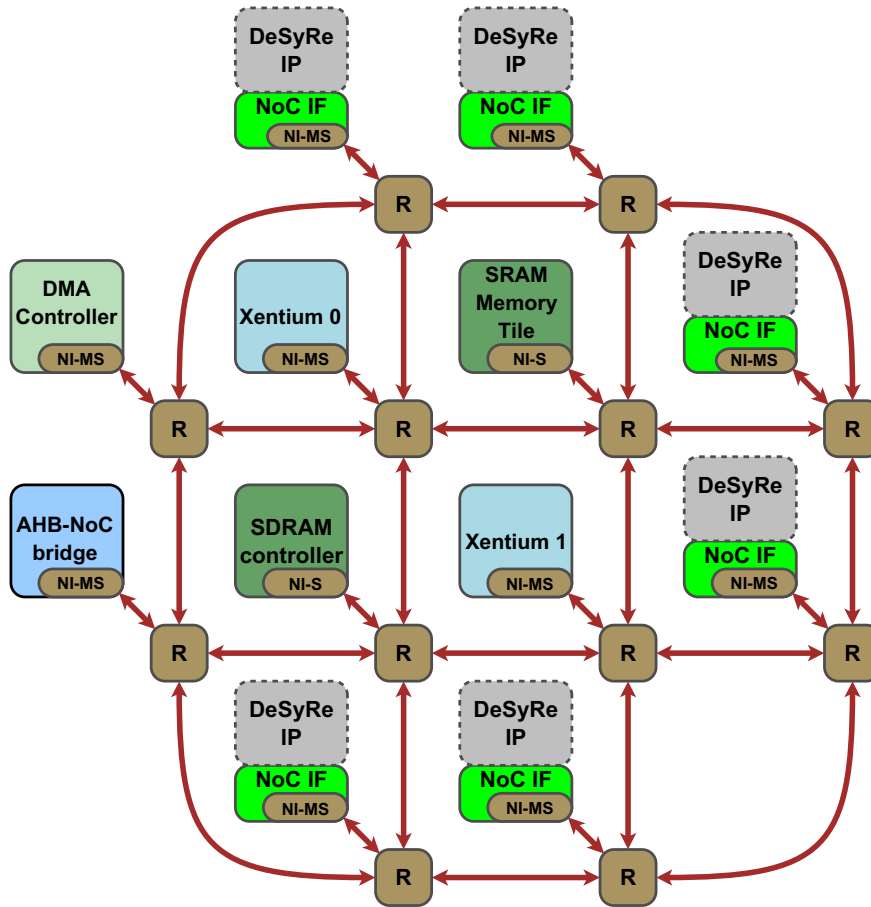 DeSyRe
IP
NoC IF
NI-MS
DeSyRe
IP
NoC IF
NI-MS
R
R
DMA
Controller
NI-MS
Xentium 0
NI-MS
SRAM
Memory
Tile
NI-S
DeSyRe
IP
NoC IF
NI-MS
R
R
R
R
AHB-NoC
bridge
NI-MS
SDRAM
controller
NI-S
Xentium 1
NI-MS
DeSyRe
IP
NoC IF
NI-MS
R
R
R
R
DeSyRe
IP
NoC IF
NI-MS
DeSyRe
IP
NoC IF
NI-MS
R
R